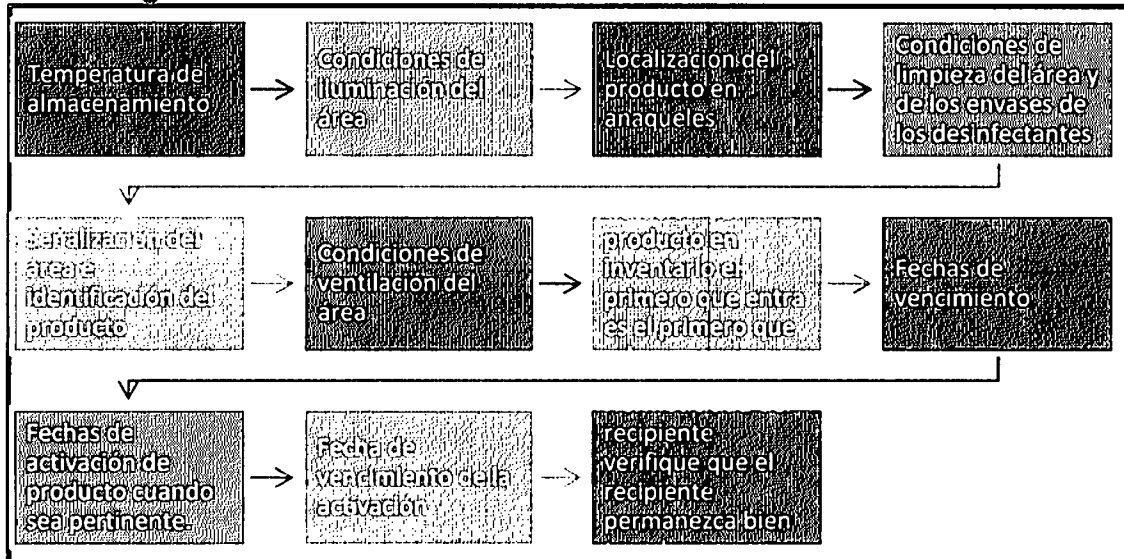 Temperatura de
almacenamiento
Condiciones de
iluminación del
área
Localización del
producto en
anaqueles
Condiciones de
limpieza del área y
de los envases de
los desinfectantes
Señalización del
área e
identificación del
producto
Condiciones de
ventilación del
área
producto en
inventario el
primero que entra
es el primero que
Fechas de
vencimiento
Fechas de
activación de
producto cuando
sea pertinente.
Fecha de
vencimiento de la
activación
recipiente
verifique que el
recipiente
permanezca bien